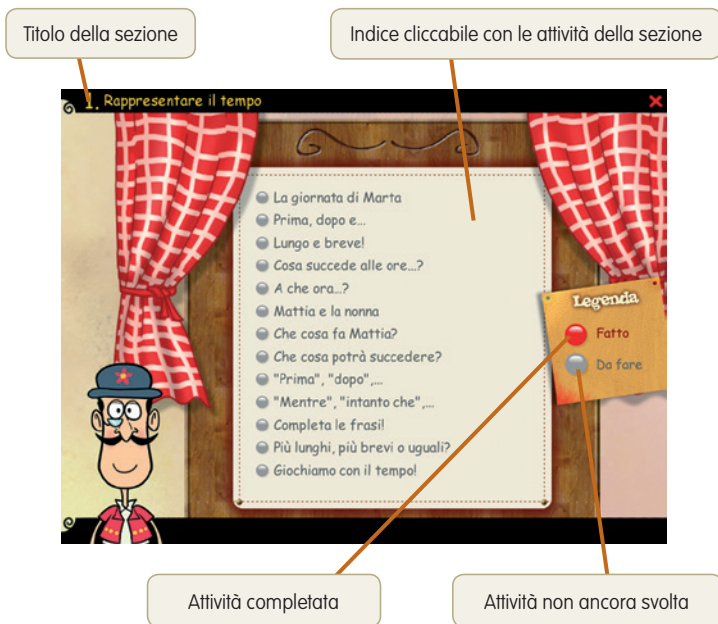 Titolo della sezione
Indice cliccabile con le attività della sezione
1. Rappresentare il tempo
La giornata di Marta
Prima, dopo e...
Lungo e breve!
Cosa succede alle ore...?
A che ora...?
Mattia e la nonna
Che cosa fa Mattia?
Che cosa potrà succedere?
"Prima", "dopo",...
"Mentre", "intanto che",...
Completa le frasi!
Più lunghi, più brevi o uguali?
Giochiamo con il tempo!
Legenda
Fatto
Da fare
Attività completata
Attività non ancora svolta